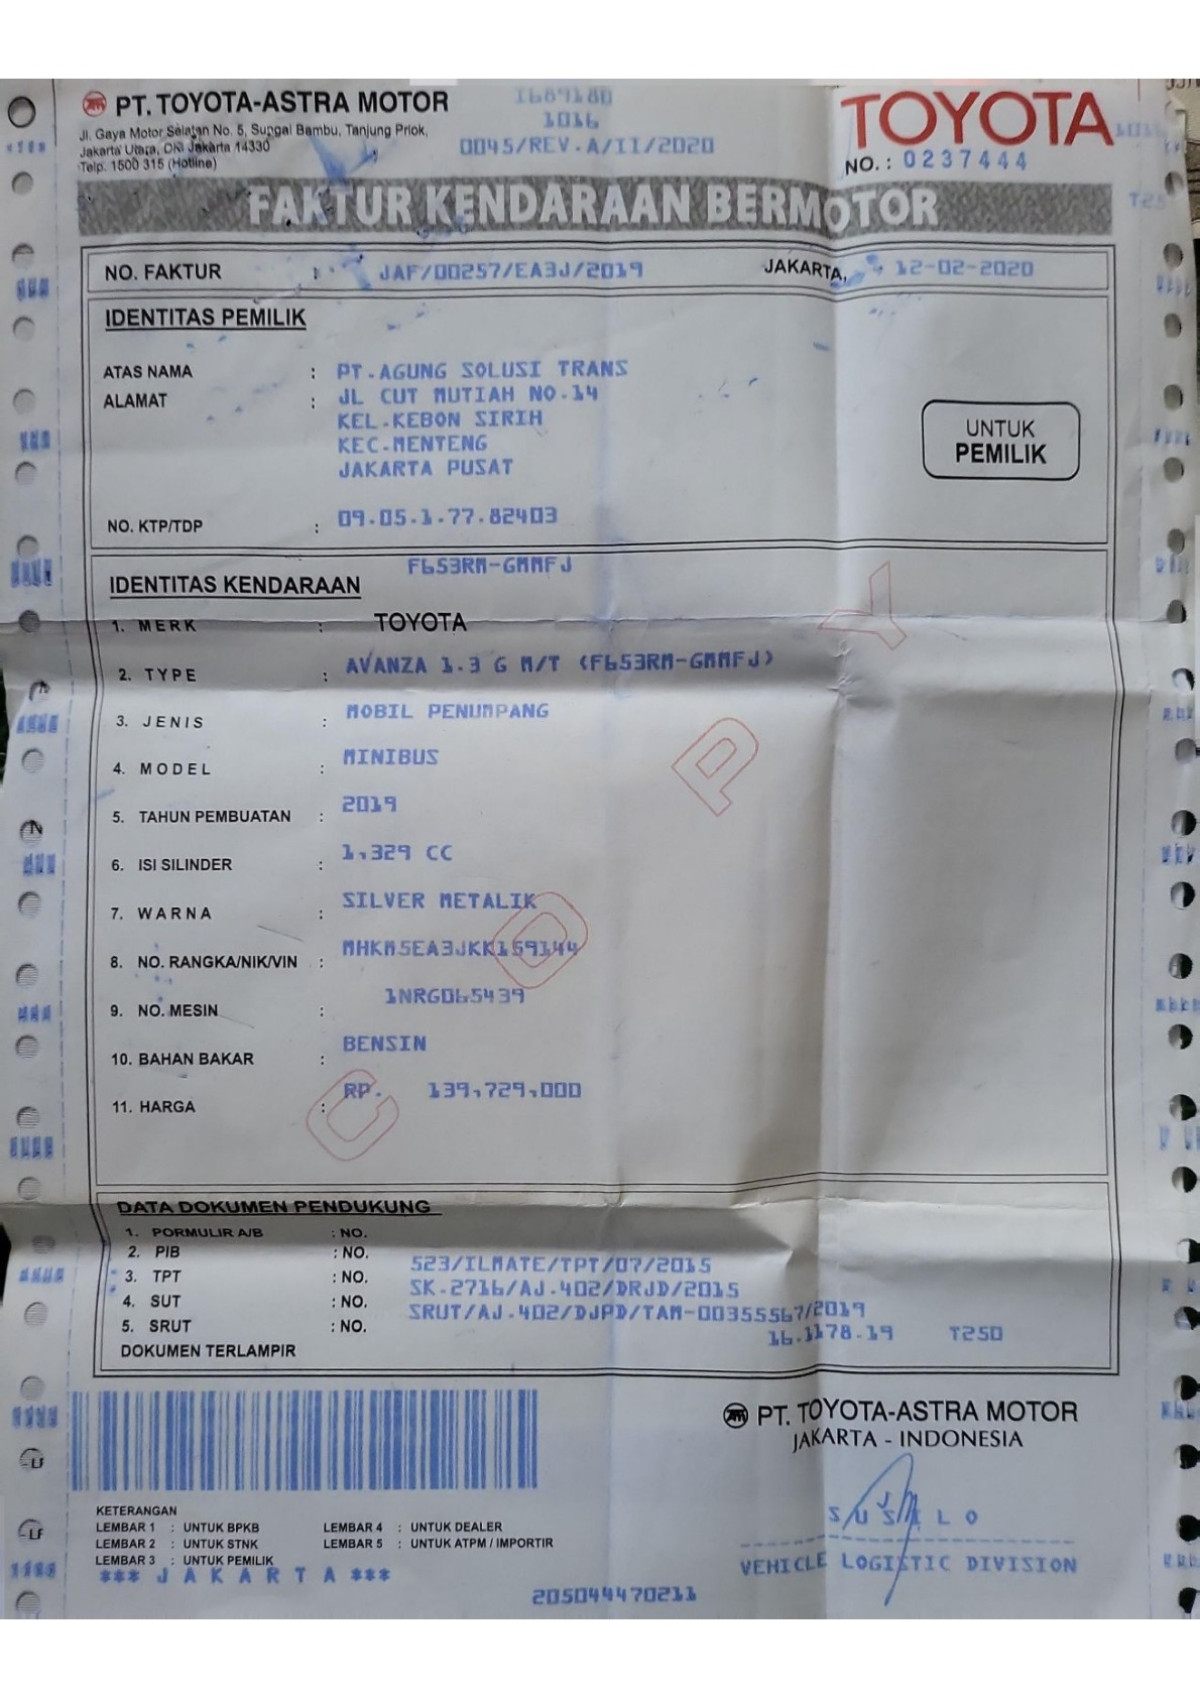 PT. TOYOTA-ASTRA MOTOR
Jl. Gaya Motor Selatan No. 5, Sungai Bambu, Tanjung Priok,
Jakarta Utara, DKI Jakarta 14330
Telp. 1500 315 (Hotline)
1689180
1016
0045/REV.A/II/2020
TOYOTA
NO. : 0237444
FAKTUR KENDARAAN BERMOTOR
NO. FAKTUR : JAF/00257/EA3J/2019 JAKARTA, 12-02-2020
IDENTITAS PEMILIK
ATAS NAMA : PT.AGUNG SOLUSI TRANS
ALAMAT : JL CUT MUTIAH NO.14
KEL.KEBON SIRIH
KEC.MENTENG
JAKARTA PUSAT
UNTUK
PEMILIK
NO. KTP/TDP : 09.05.1.77.82403
F653RM-GMMFJ
IDENTITAS KENDARAAN
1. MERK : TOYOTA
2. TYPE : AVANZA 1.3 G M/T (F653RM-GMMFJ)
3. JENIS : MOBIL PENUMPANG
4. MODEL : MINIBUS
5. TAHUN PEMBUATAN : 2019
6. ISI SILINDER : 1,329 CC
7. WARNA : SILVER METALIK
8. NO. RANGKA/NIK/VIN : MHKM5EA3JKK159144
9. NO. MESIN : 1NRG065439
10. BAHAN BAKAR : BENSIN
11. HARGA : RP. 139,729,000
COPY
DATA DOKUMEN PENDUKUNG
1. PORMULIR A/B : NO.
2. PIB : NO.
3. TPT : NO. 523/ILMATE/TPT/07/2015
4. SUT : NO. SK.2716/AJ.402/DRJD/2015
5. SRUT : NO. SRUT/AJ.402/DJPD/TAM-00355567/2019
16.1178.19 T250
DOKUMEN TERLAMPIR
PT. TOYOTA-ASTRA MOTOR
JAKARTA - INDONESIA
SUSILO
VEHICLE LOGISTIC DIVISION
KETERANGAN
LEMBAR 1 : UNTUK BPKB LEMBAR 4 : UNTUK DEALER
LEMBAR 2 : UNTUK STNK LEMBAR 5 : UNTUK ATPM / IMPORTIR
LEMBAR 3 : UNTUK PEMILIK
*** J A K A R T A ***
205044470211